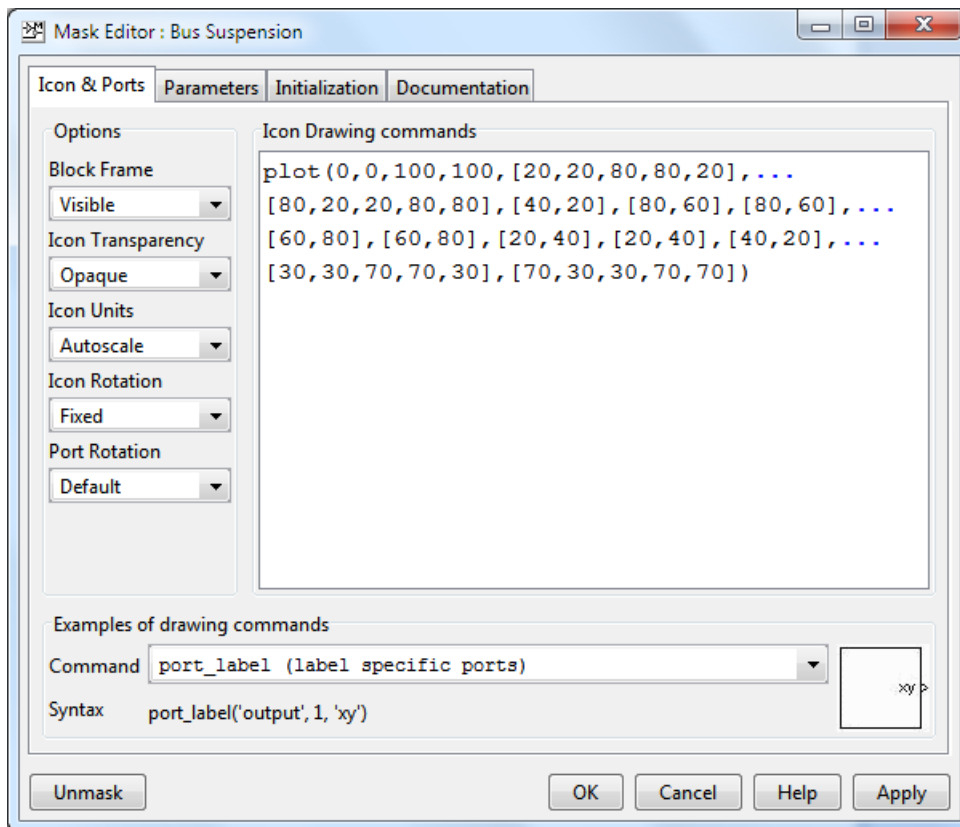 Mask Editor : Bus Suspension
Icon & Ports
Parameters
Initialization
Documentation
Options
Block Frame
Visible
Icon Transparency
Opaque
Icon Units
Autoscale
Icon Rotation
Fixed
Port Rotation
Default
Icon Drawing commands
plot(0,0,100,100,[20,20,80,80,20],...
[80,20,20,80,80],[40,20],[80,60],[80,60],...
[60,80],[60,80],[20,40],[20,40],[40,20],...
[30,30,70,70,30],[70,30,30,70,70])
Examples of drawing commands
Command
port_label (label specific ports)
Syntax
port_label('output', 1, 'xy')
xy
Unmask
OK
Cancel
Help
Apply